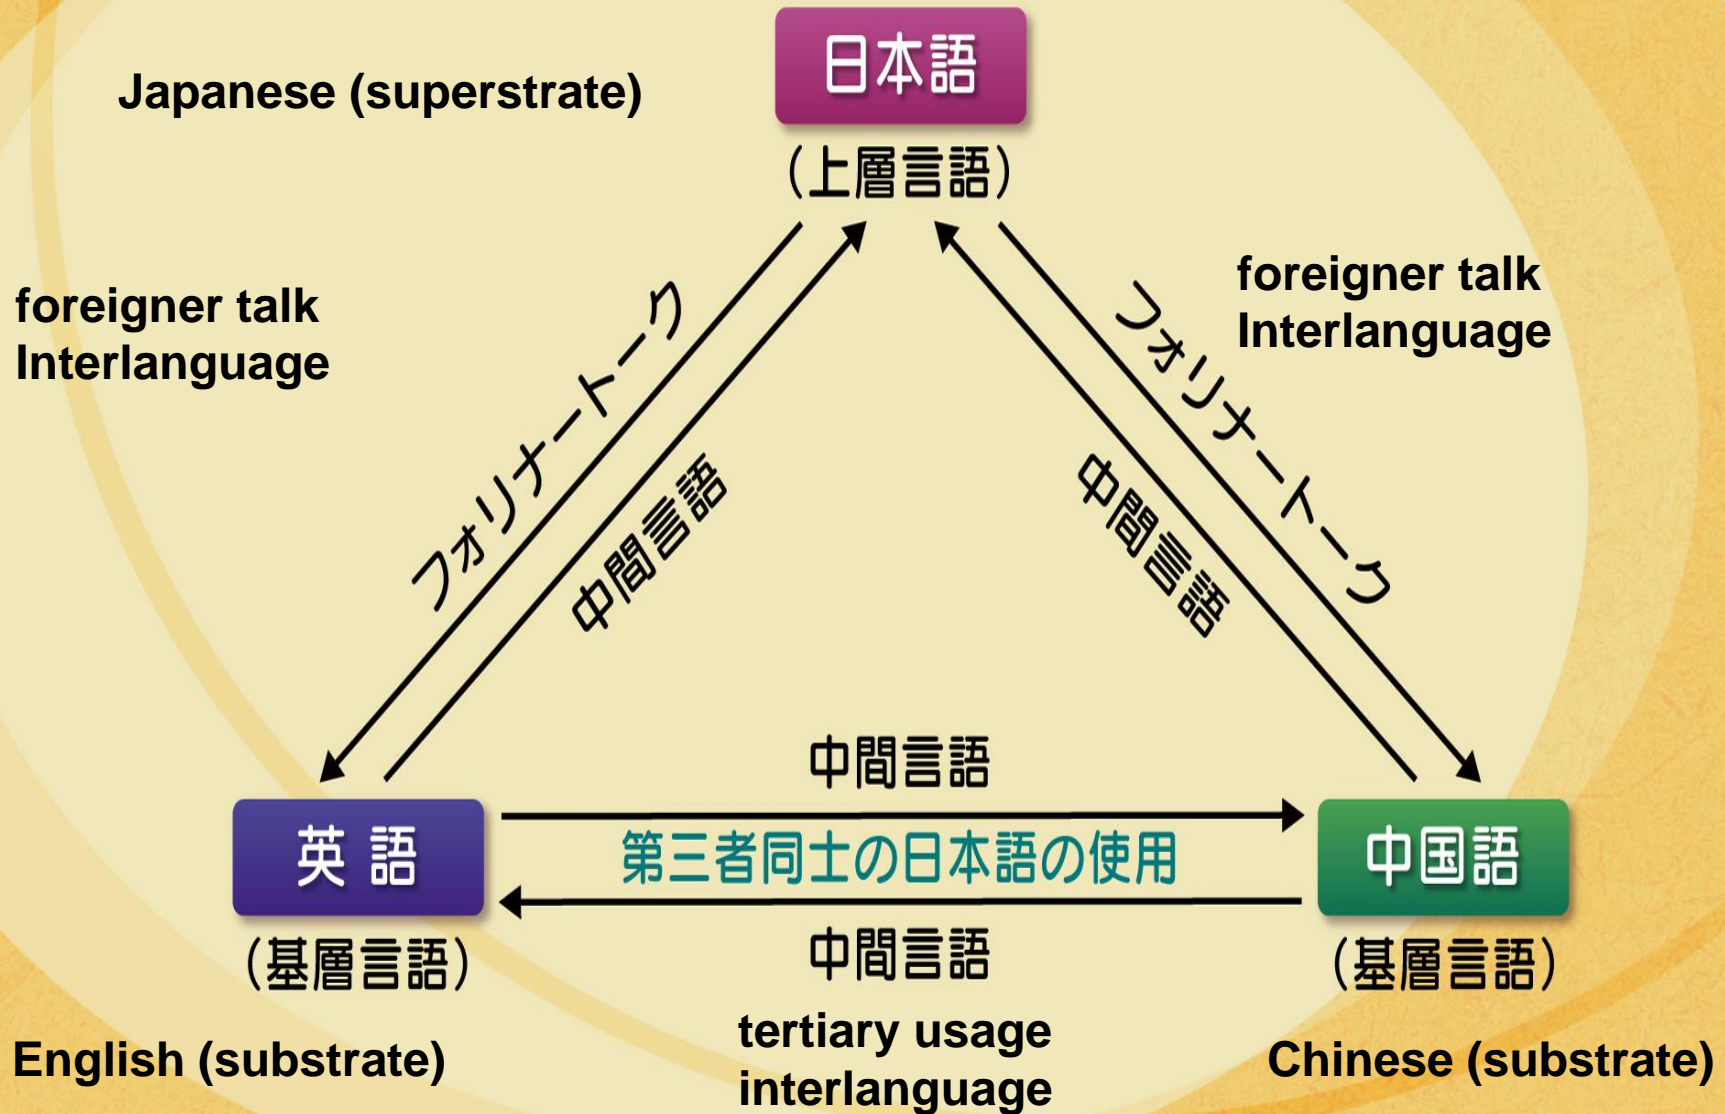 日本語
Japanese (superstrate)
(上層言語)
foreigner talk
Interlanguage
foreigner talk
Interlanguage
フォリナートーク
中間言語
フォリナートーク
中間言語
中間言語
英語
第三者同士の日本語の使用
中国語
中間言語
(基層言語)
(基層言語)
English (substrate)
tertiary usage
interlanguage
Chinese (substrate)